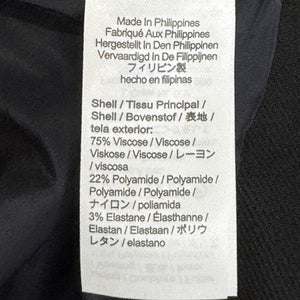 Made In Philippines
Fabriqué Aux Philippines
Hergestellt In Den Philippinen
Vervaardigd In De Filippijnen
フィリピン製
hecho en filipinas
Shell / Tissu Principal /
Shell / Bovenstof / 表地 /
tela exterior:
75% Viscose / Viscose /
Viskose / Viscose / レーヨン
/ viscosa
22% Polyamide / Polyamide /
Polyamide / Polyamide /
ナイロン / poliamida
3% Elastane / Élasthanne /
Elastan / Elastaan / ポリウ
レタン / elastano